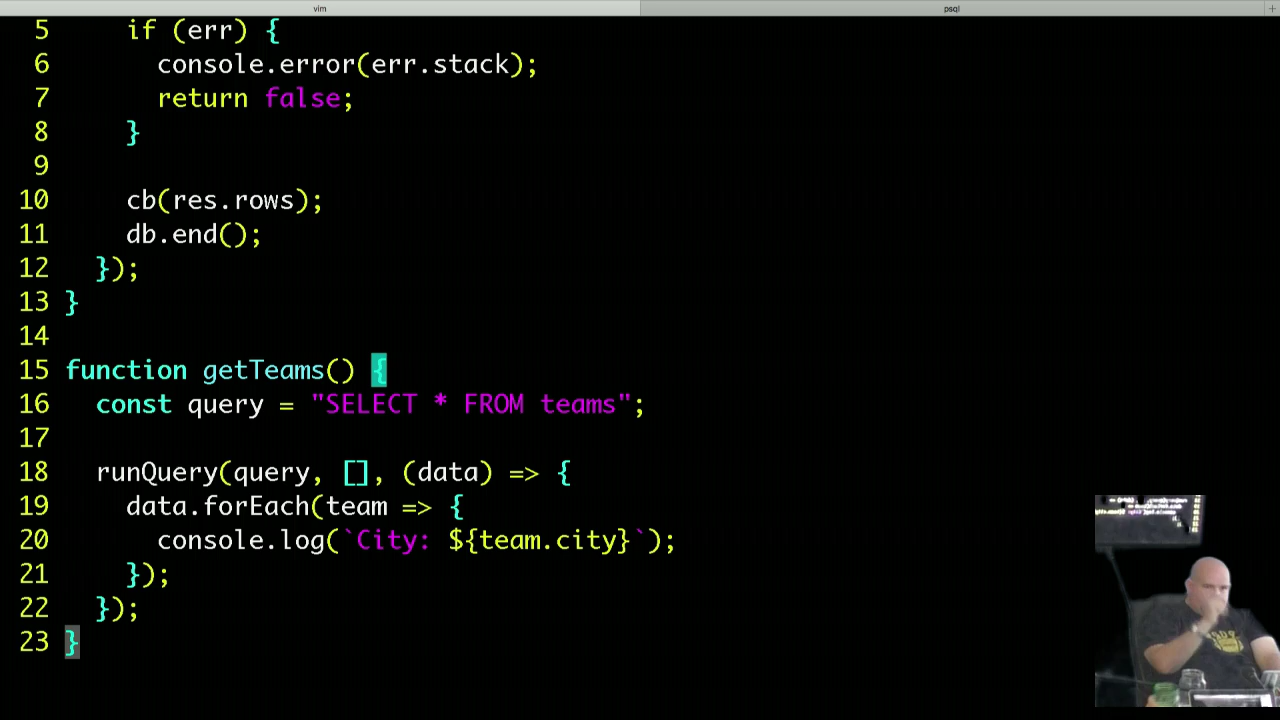 vim
psql
+
5 if (err) {
6 console.error(err.stack);
7 return false;
8 }
9
10 cb(res.rows);
11 db.end();
12 });
13 }
14
15 function getTeams() {
16 const query = "SELECT * FROM teams";
17
18 runQuery(query, [], (data) => {
19 data.forEach(team => {
20 console.log(`City: ${team.city}`);
21 });
22 });
23 }